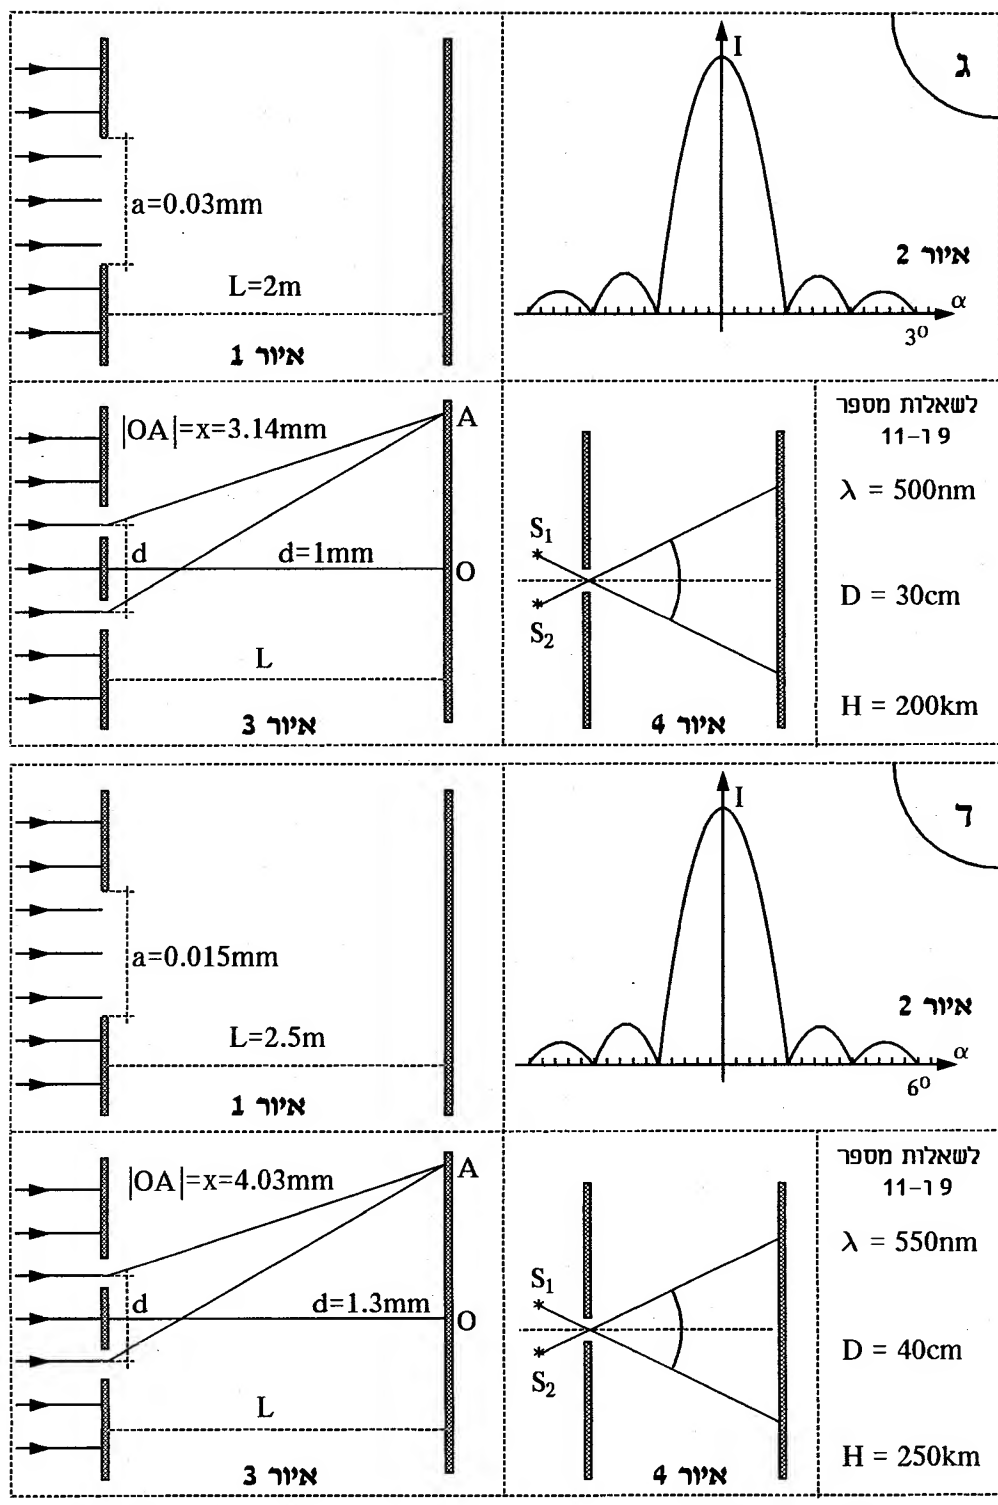 ג
a=0.03mm
L=2m
איור 1
I
α
3⁰
איור 2
|OA|=x=3.14mm
A
d
d=1mm
O
L
איור 3
S₁
S₂
איור 4
לשאלות מספר
9 ו-11
λ = 500nm
D = 30cm
H = 200km
ד
a=0.015mm
L=2.5m
איור 1
I
α
6⁰
איור 2
|OA|=x=4.03mm
A
d
d=1.3mm
O
L
איור 3
S₁
S₂
איור 4
לשאלות מספר
9 ו-11
λ = 550nm
D = 40cm
H = 250km